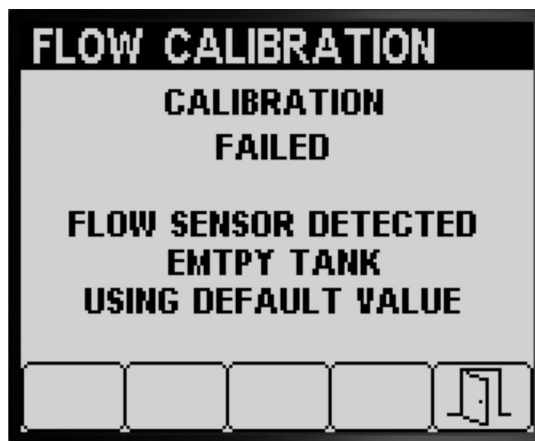 FLOW CALIBRATION
CALIBRATION
FAILED
FLOW SENSOR DETECTED
EMTPY TANK
USING DEFAULT VALUE